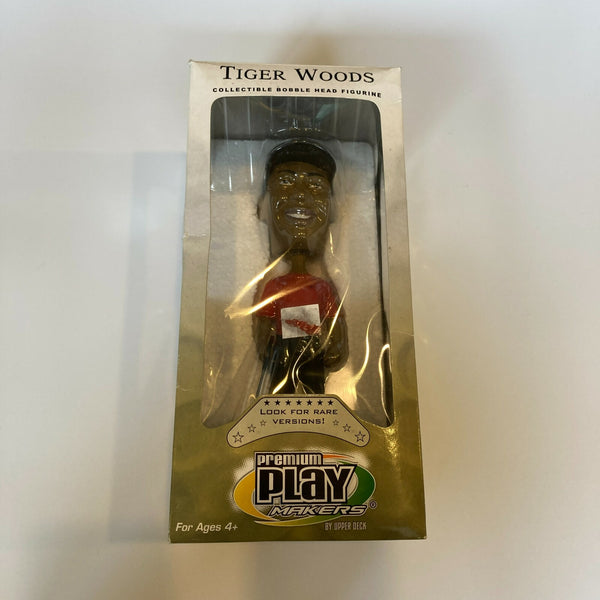 TIGER WOODS
COLLECTIBLE BOBBLE HEAD FIGURINE
LOOK FOR RARE
VERSIONS!
PREMIUM
PLAY
MAKERS®
BY UPPER DECK
For Ages 4+